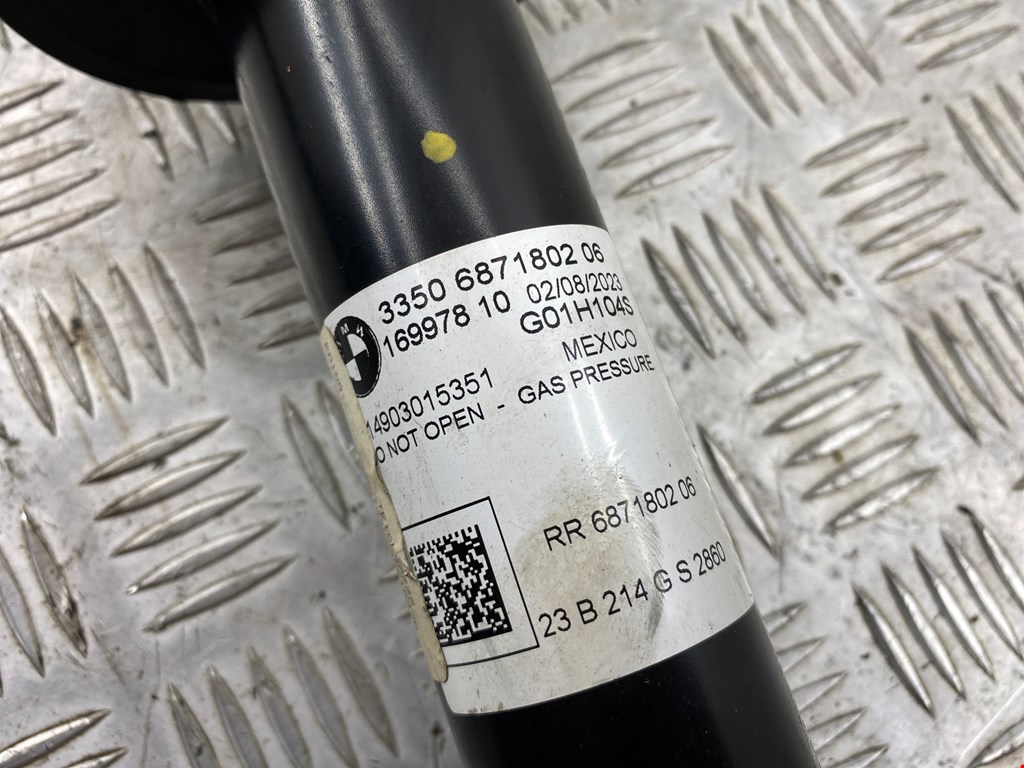 3350 6871802 06
169978 10 02/08/2023
G01H104S
MEXICO
14903015351
NOT OPEN - GAS PRESSURE
RR 6871802 06
23 B 214 G S 2860